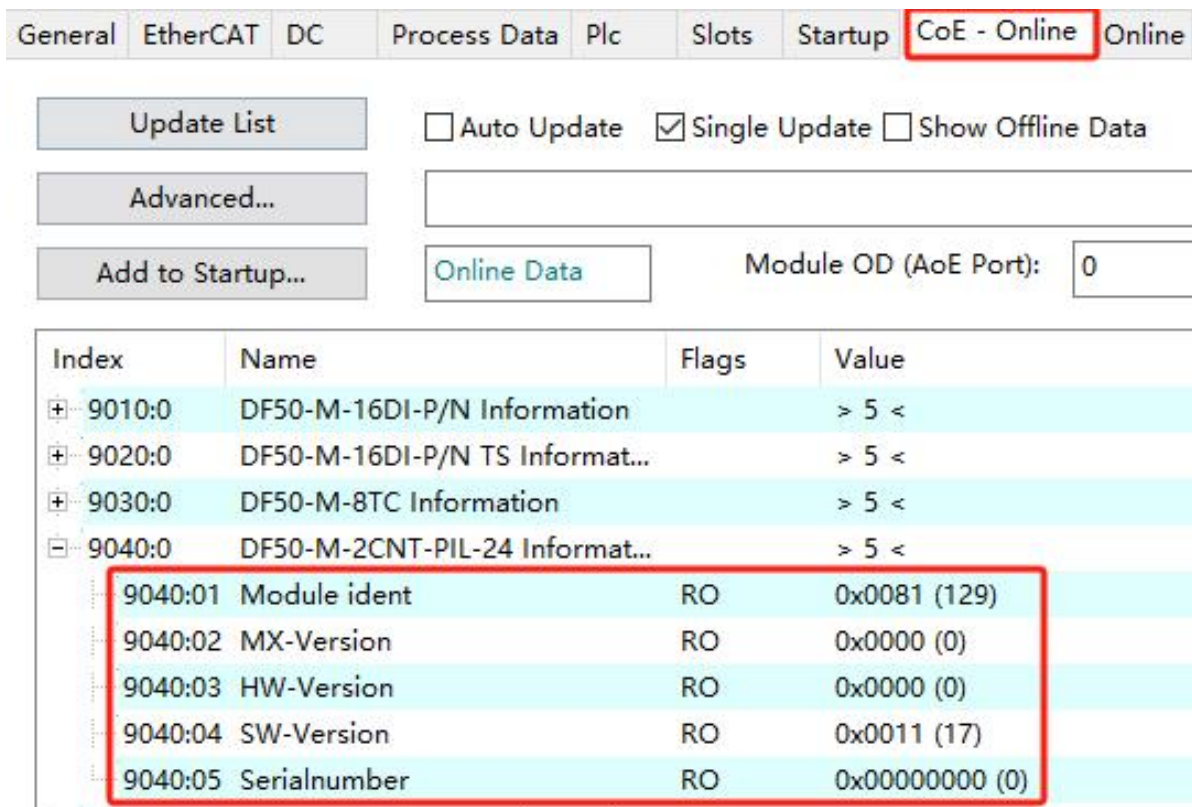 General EtherCAT DC Process Data Plc Slots Startup CoE - Online Online
Update List Auto Update Single Update Show Offline Data
Advanced...
Add to Startup... Online Data Module OD (AoE Port): 0
Index Name Flags Value
9010:0 DF50-M-16DI-P/N Information > 5 <
9020:0 DF50-M-16DI-P/N TS Informat... > 5 <
9030:0 DF50-M-8TC Information > 5 <
9040:0 DF50-M-2CNT-PIL-24 Informat... > 5 <
9040:01 Module ident RO 0x0081 (129)
9040:02 MX-Version RO 0x0000 (0)
9040:03 HW-Version RO 0x0000 (0)
9040:04 SW-Version RO 0x0011 (17)
9040:05 Serialnumber RO 0x00000000 (0)